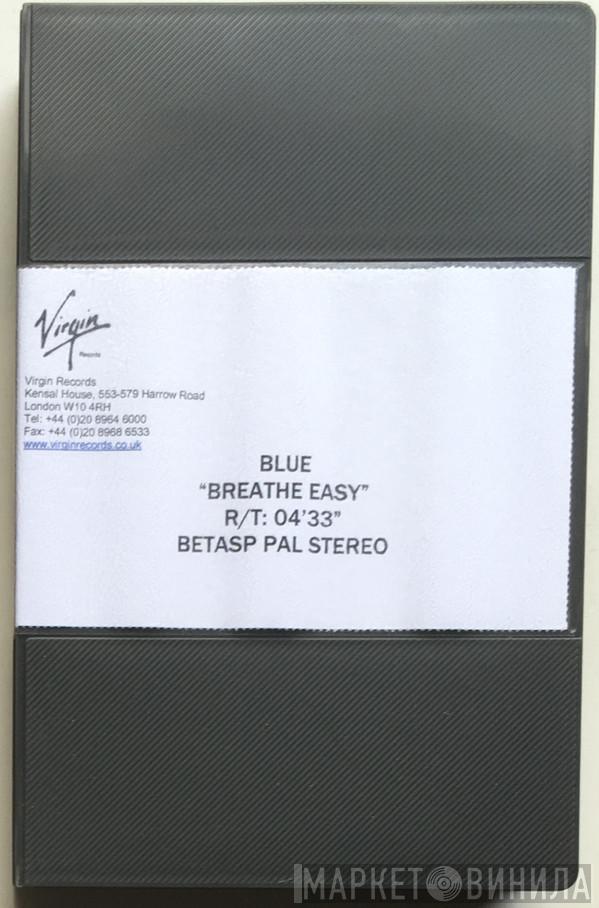 Virgin
Records
Virgin Records
Kensal House, 553-579 Harrow Road
London W10 4RH
Tel: +44 (0)20 8964 6000
Fax: +44 (0)20 8968 6533
www.virginrecords.co.uk
BLUE
“BREATHE EASY”
R/T: 04’33”
BETASP PAL STEREO
МАРКЕТ ВИНИЛА